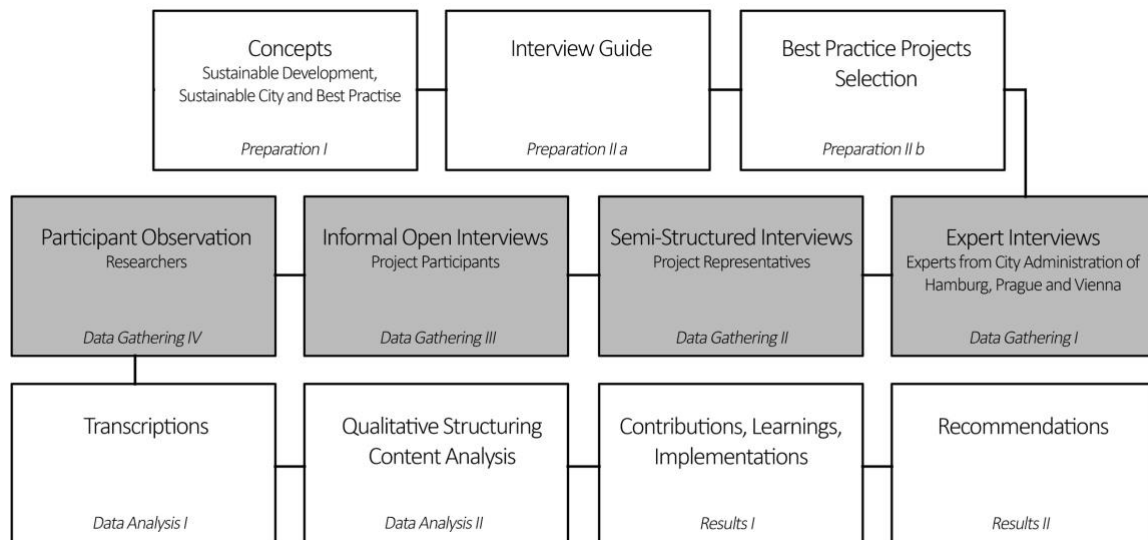 Concepts
Sustainable Development,
Sustainable City and Best Practise
Preparation I
Interview Guide
Preparation II a
Best Practice Projects
Selection
Preparation II b
Participant Observation
Researchers
Data Gathering IV
Informal Open Interviews
Project Participants
Data Gathering III
Semi-Structured Interviews
Project Representatives
Data Gathering II
Expert Interviews
Experts from City Administration of
Hamburg, Prague and Vienna
Data Gathering I
Transcriptions
Data Analysis I
Qualitative Structuring
Content Analysis
Data Analysis II
Contributions, Learnings,
Implementations
Results I
Recommendations
Results II